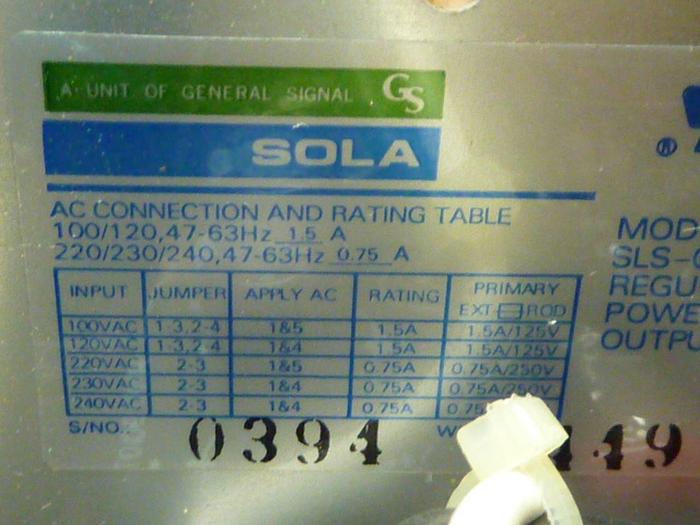 A UNIT OF GENERAL SIGNAL GS
SOLA
®
AC CONNECTION AND RATING TABLE
100/120,47-63Hz 1.5 A
220/230/240,47-63Hz 0.75 A
INPUT JUMPER APPLY AC RATING PRIMARY
EXT ROD
100VAC 1-3,2-4 1&5 1.5A 1.5A/125V
120VAC 1-3,2-4 1&4 1.5A 1.5A/125V
220VAC 2-3 1&5 0.75A 0.75A/250V
230VAC 2-3 1&4 0.75A 0.75A/250V
240VAC 2-3 1&4 0.75A
S/NO.: 0394
MOD
SLS-
REGU
POWE
OUTPU